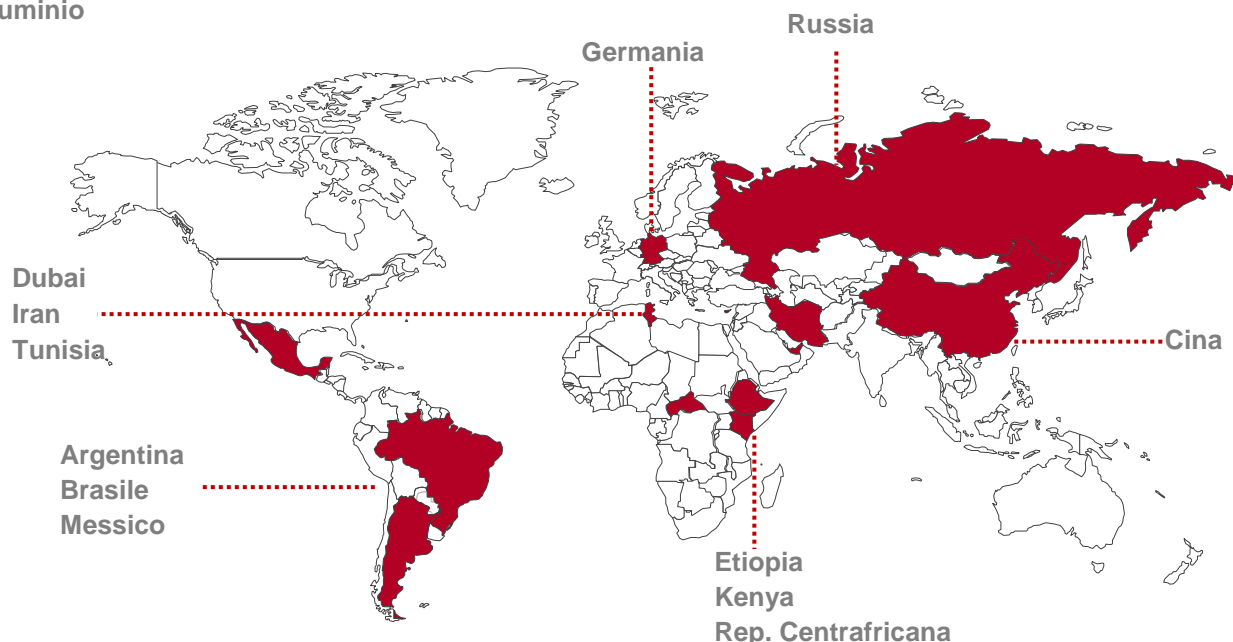 uminio
Russia
Germania
Dubai
Iran
Tunisia
Cina
Argentina
Brasile
Messico
Etiopia
Kenya
Rep. Centrafricana